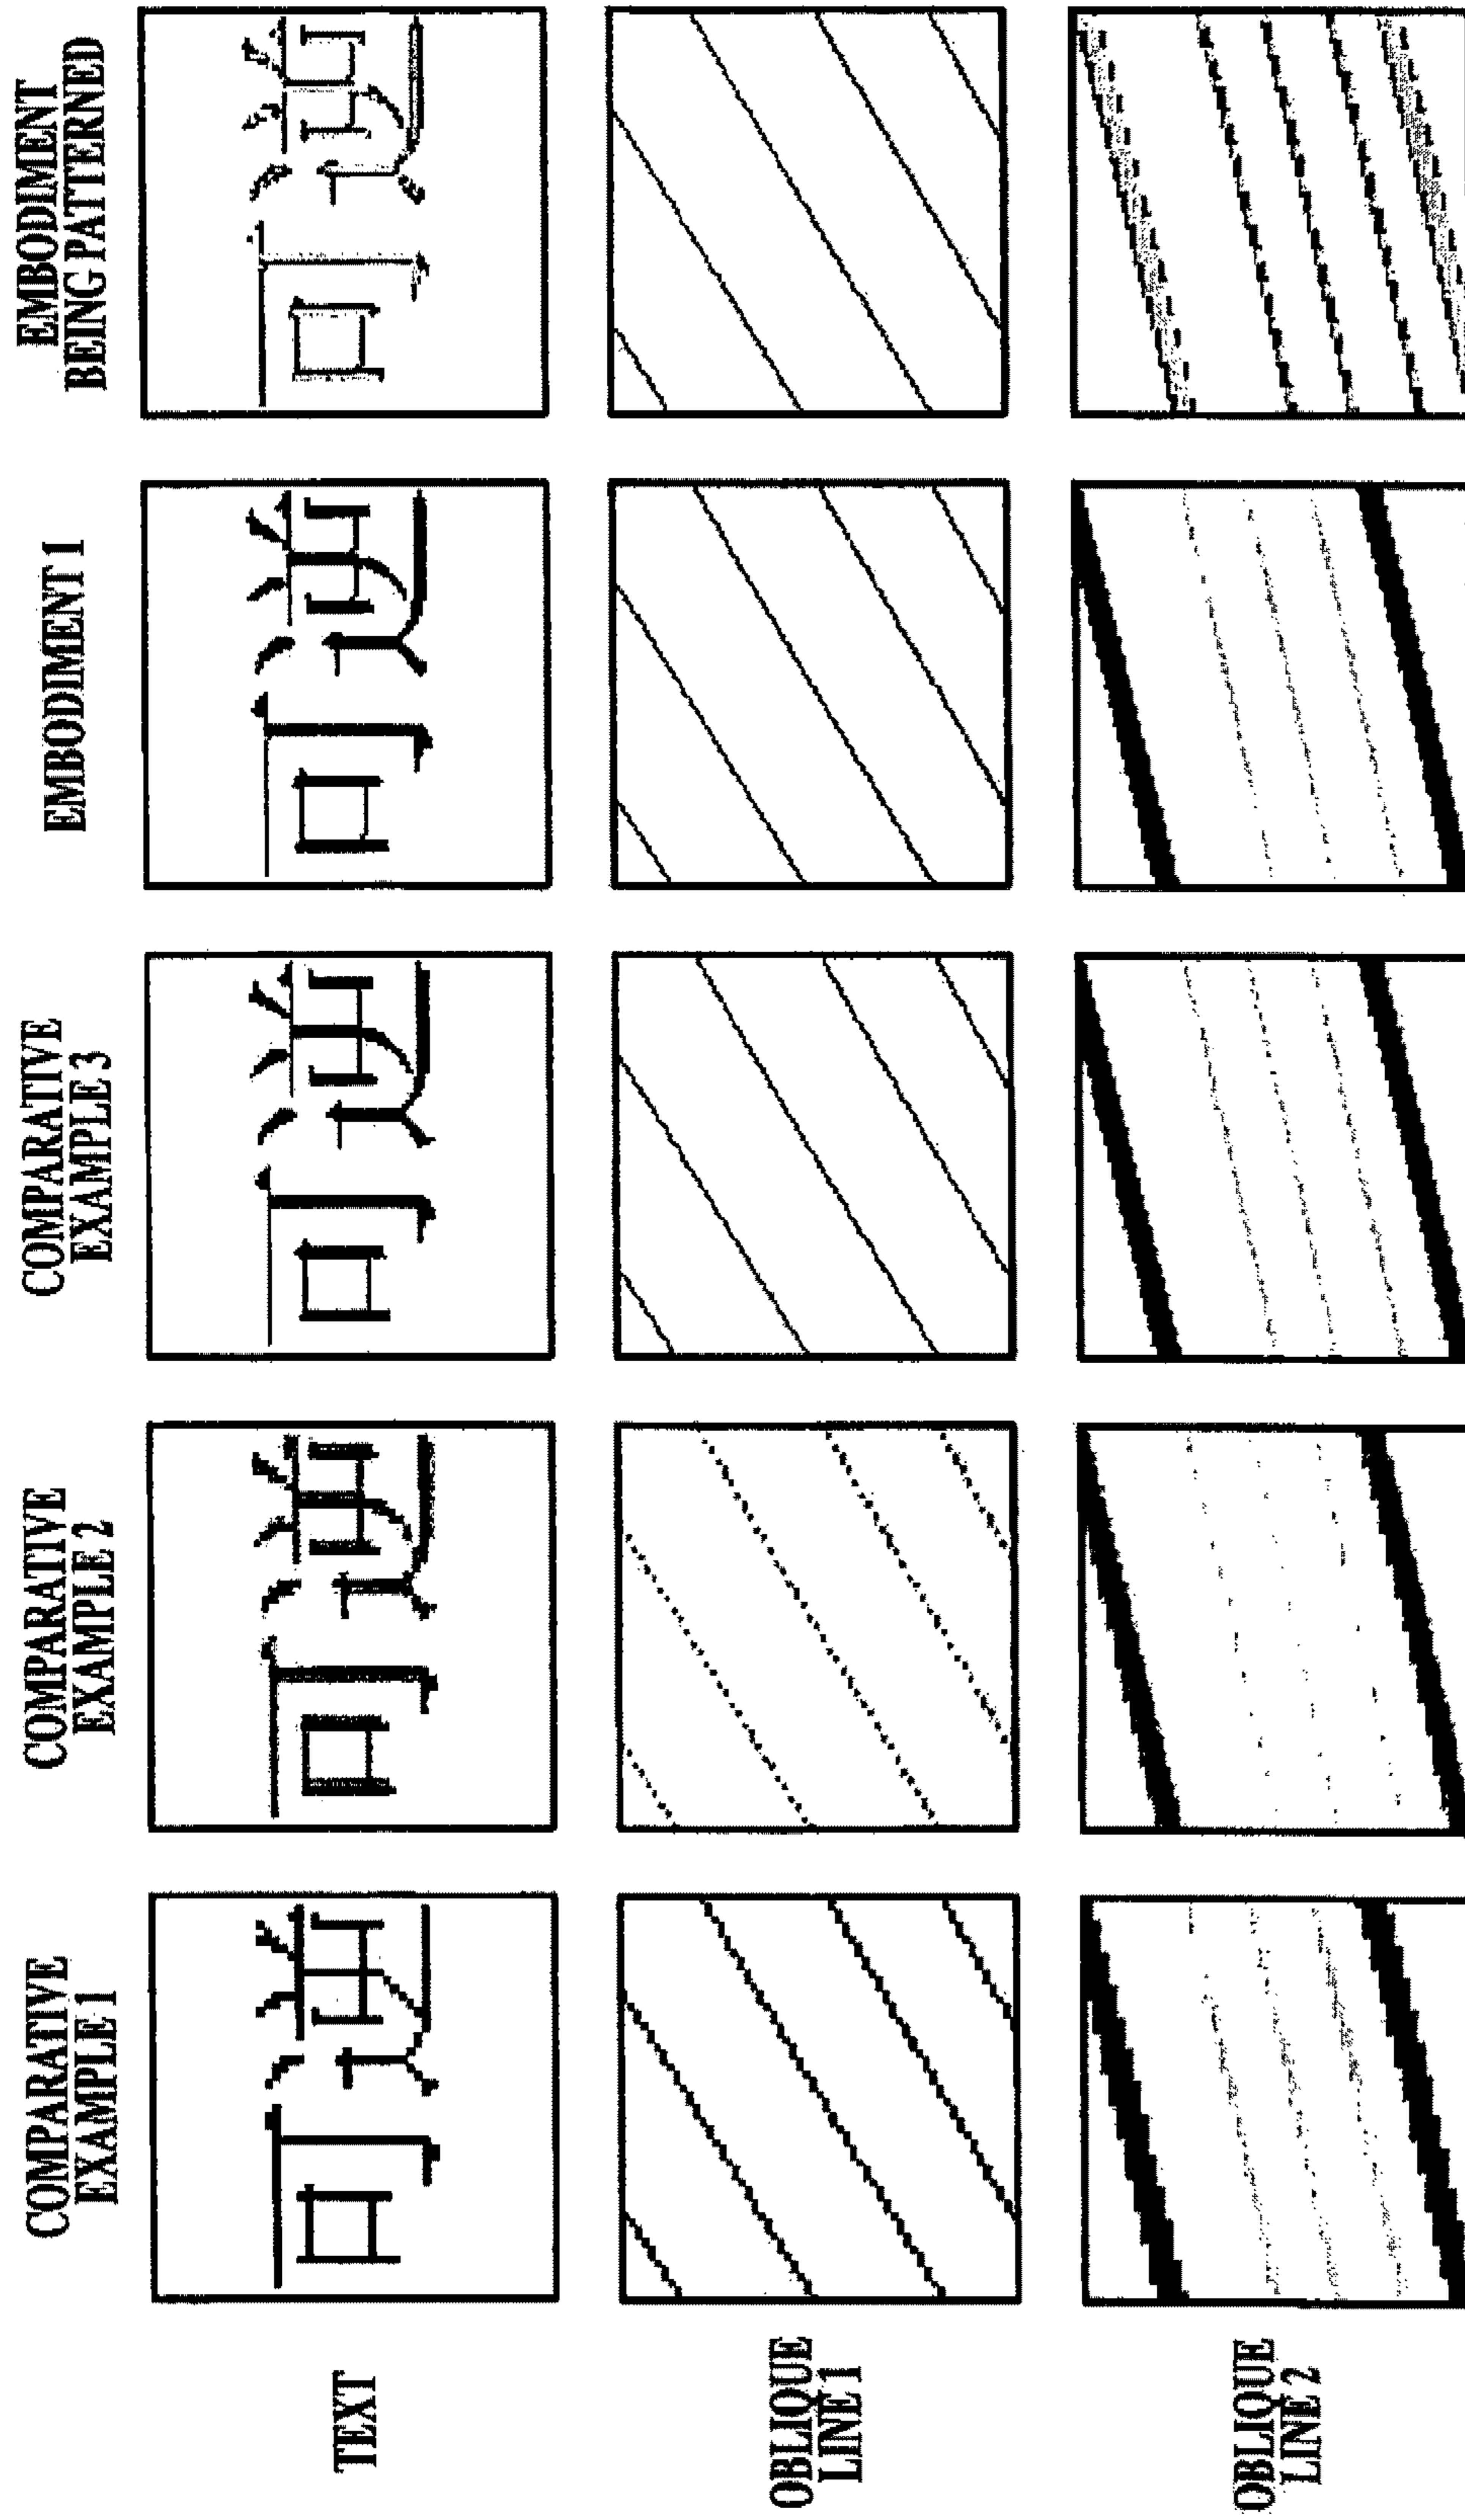 COMPARATIVE
EXAMPLE 1
COMPARATIVE
EXAMPLE 2
COMPARATIVE
EXAMPLE 3
EMBODIMENT 1
EMBODIMENT
BEING PATTERNED
TEXT
可逆
可逆
可逆
可逆
可逆
OBLIQUE
LINE 1
OBLIQUE
LINE 2